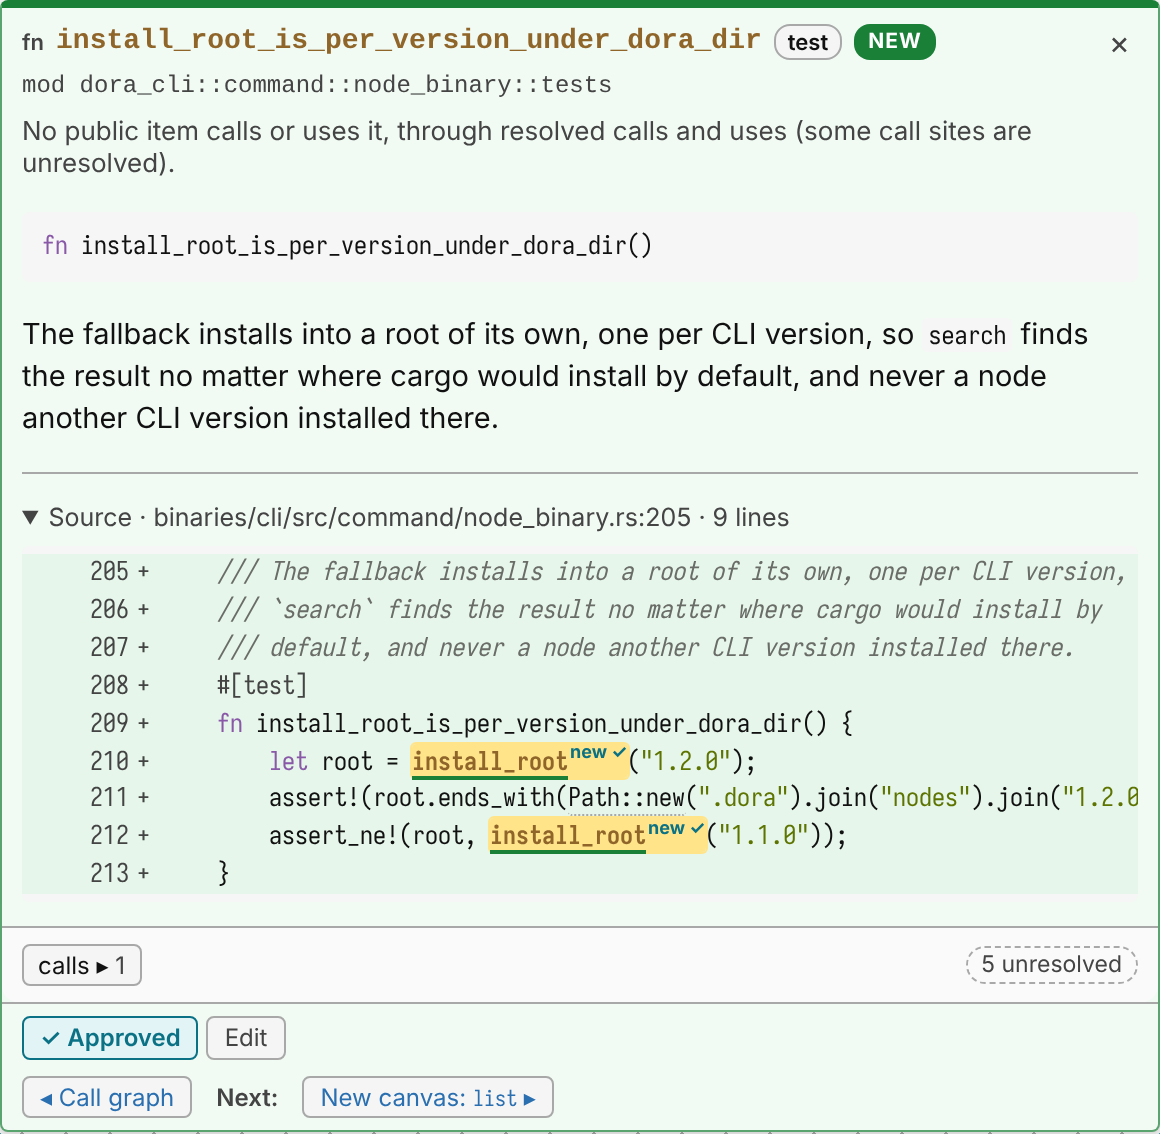 fn install_root_is_per_version_under_dora_dir test NEW ×
mod dora_cli::command::node_binary::tests
No public item calls or uses it, through resolved calls and uses (some call sites are
unresolved).
fn install_root_is_per_version_under_dora_dir()
The fallback installs into a root of its own, one per CLI version, so search finds
the result no matter where cargo would install by default, and never a node
another CLI version installed there.
▼ Source · binaries/cli/src/command/node_binary.rs:205 · 9 lines
205 + /// The fallback installs into a root of its own, one per CLI version,
206 + /// `search` finds the result no matter where cargo would install by
207 + /// default, and never a node another CLI version installed there.
208 + #[test]
209 + fn install_root_is_per_version_under_dora_dir() {
210 + let root = install_root new ✓("1.2.0");
211 + assert!(root.ends_with(Path::new(".dora").join("nodes").join("1.2.0
212 + assert_ne!(root, install_root new ✓("1.1.0"));
213 + }
calls ▸ 1 5 unresolved
✓ Approved Edit
◂ Call graph Next: New canvas: list ▸